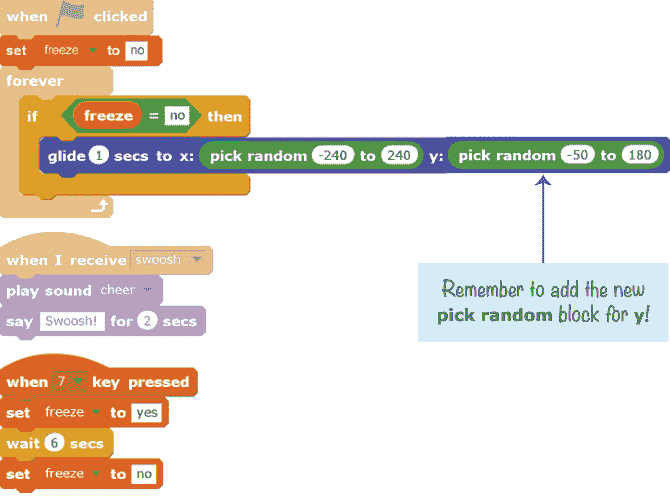 when clicked
set freeze to no
forever
if freeze = no then
glide 1 secs to x: pick random -240 to 240 y: pick random -50 to 180
when I receive swoosh
play sound cheer
say Swoosh! for 2 secs
Remember to add the new
pick random block for y!
when 7 key pressed
set freeze to yes
wait 6 secs
set freeze to no